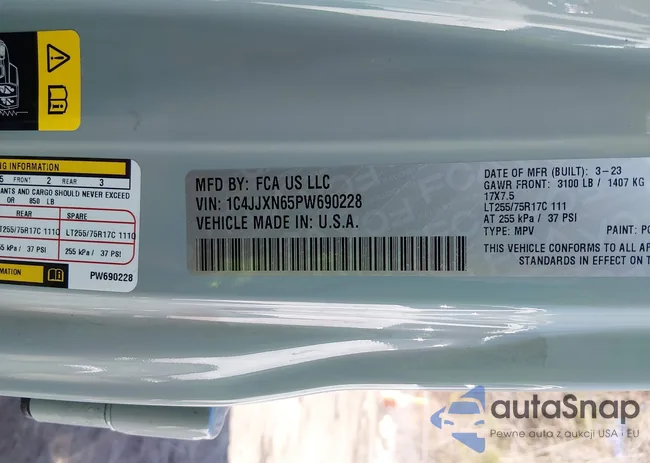 NG INFORMATION
5 FRONT 2 REAR 3
ANTS AND CARGO SHOULD NEVER EXCEED
OR 850 LB
REAR SPARE
LT255/75R17C 111Q LT255/75R17C 111Q
255 kPa / 37 PSI 255 kPa / 37 PSI
PW690228
MFD BY: FCA US LLC
VIN: 1C4JJXN65PW690228
VEHICLE MADE IN: U.S.A.
DATE OF MFR (BUILT): 3-23
GAWR FRONT: 3100 LB / 1407 KG
17X7.5
LT255/75R17C 111
AT 255 kPa / 37 PSI
TYPE: MPV PAINT: PC
THIS VEHICLE CONFORMS TO ALL AP
STANDARDS IN EFFECT ON T
autaSnap
Pewne auta z aukcji USA i EU